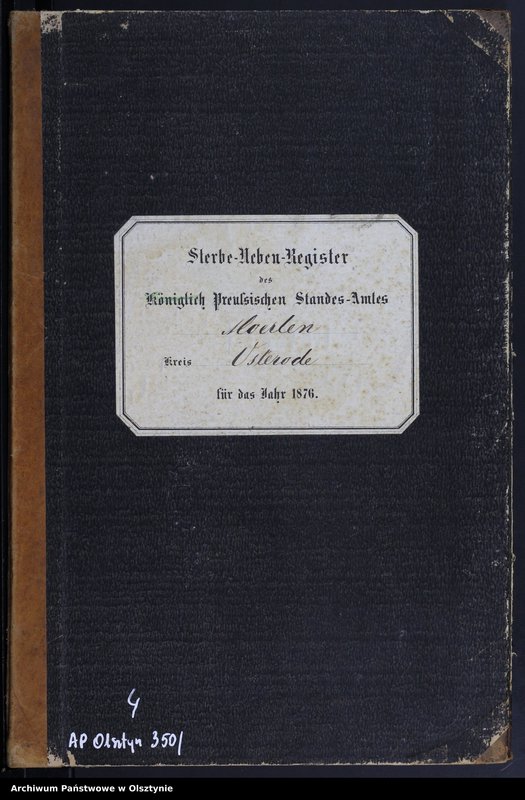 Sterbe-Neben-Register
des
Königlich Preußischen Standes-Amtes
Moerlen
Kreis Osterode
für das Jahr 1876.
4
AP Olsztyn 350/
Archiwum Państwowe w Olsztynie